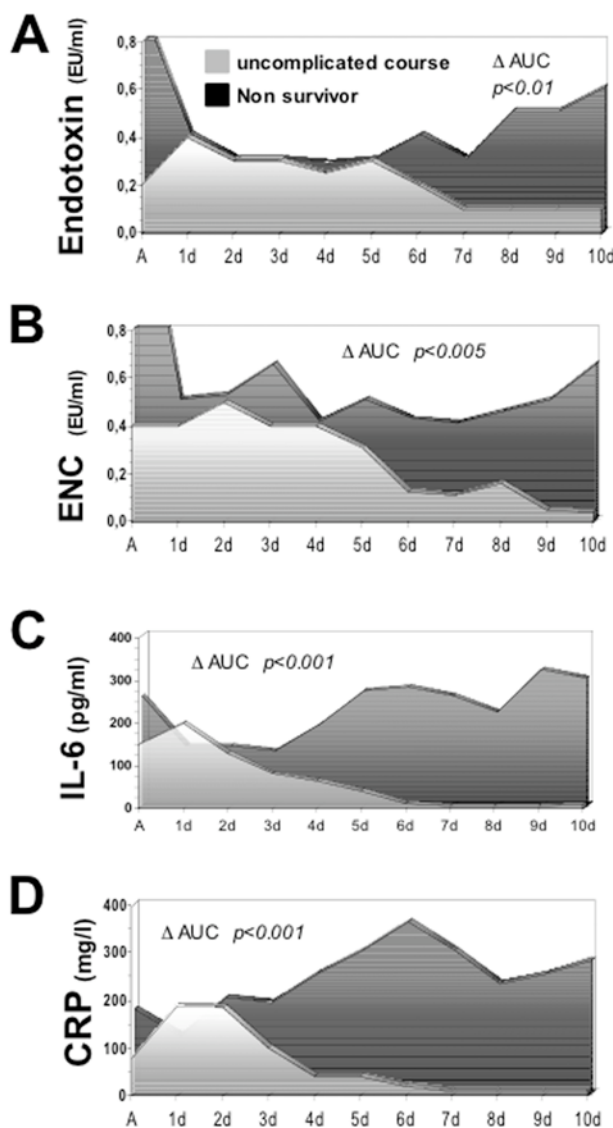 A
Endotoxin (EU/ml)
0,8
0,6
0,4
0,2
0,0
uncomplicated course
Non survivor
Δ AUC
p<0.01
A 1d 2d 3d 4d 5d 6d 7d 8d 9d 10d
B
ENC (EU/ml)
0,8
0,6
0,4
0,2
0,0
Δ AUC p<0.005
A 1d 2d 3d 4d 5d 6d 7d 8d 9d 10d
C
IL-6 (pg/ml)
400
300
200
100
0
Δ AUC p<0.001
A 1d 2d 3d 4d 5d 6d 7d 8d 9d 10d
D
CRP (mg/l)
400
300
200
100
0
Δ AUC p<0.001
A 1d 2d 3d 4d 5d 6d 7d 8d 9d 10d